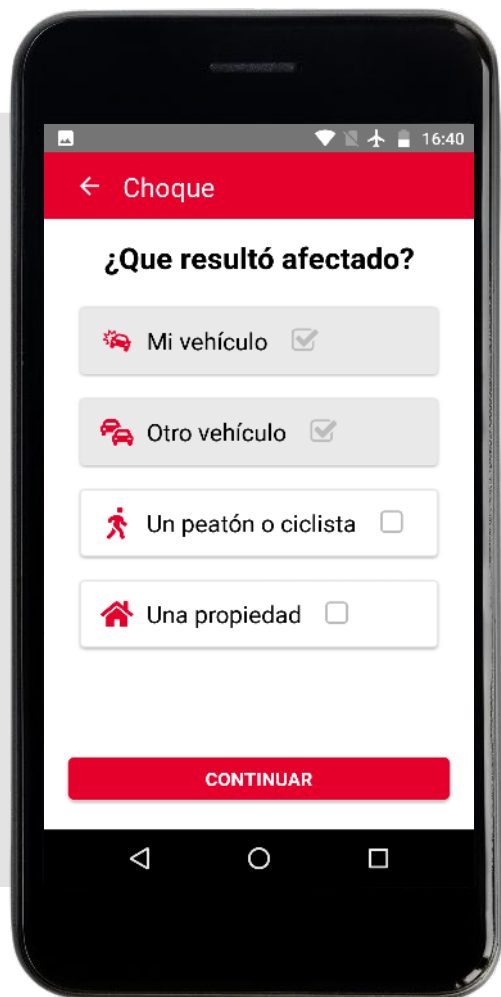 16:40
Choque
¿Que resultó afectado?
Mi vehículo
Otro vehículo
Un peatón o ciclista
Una propiedad
CONTINUAR